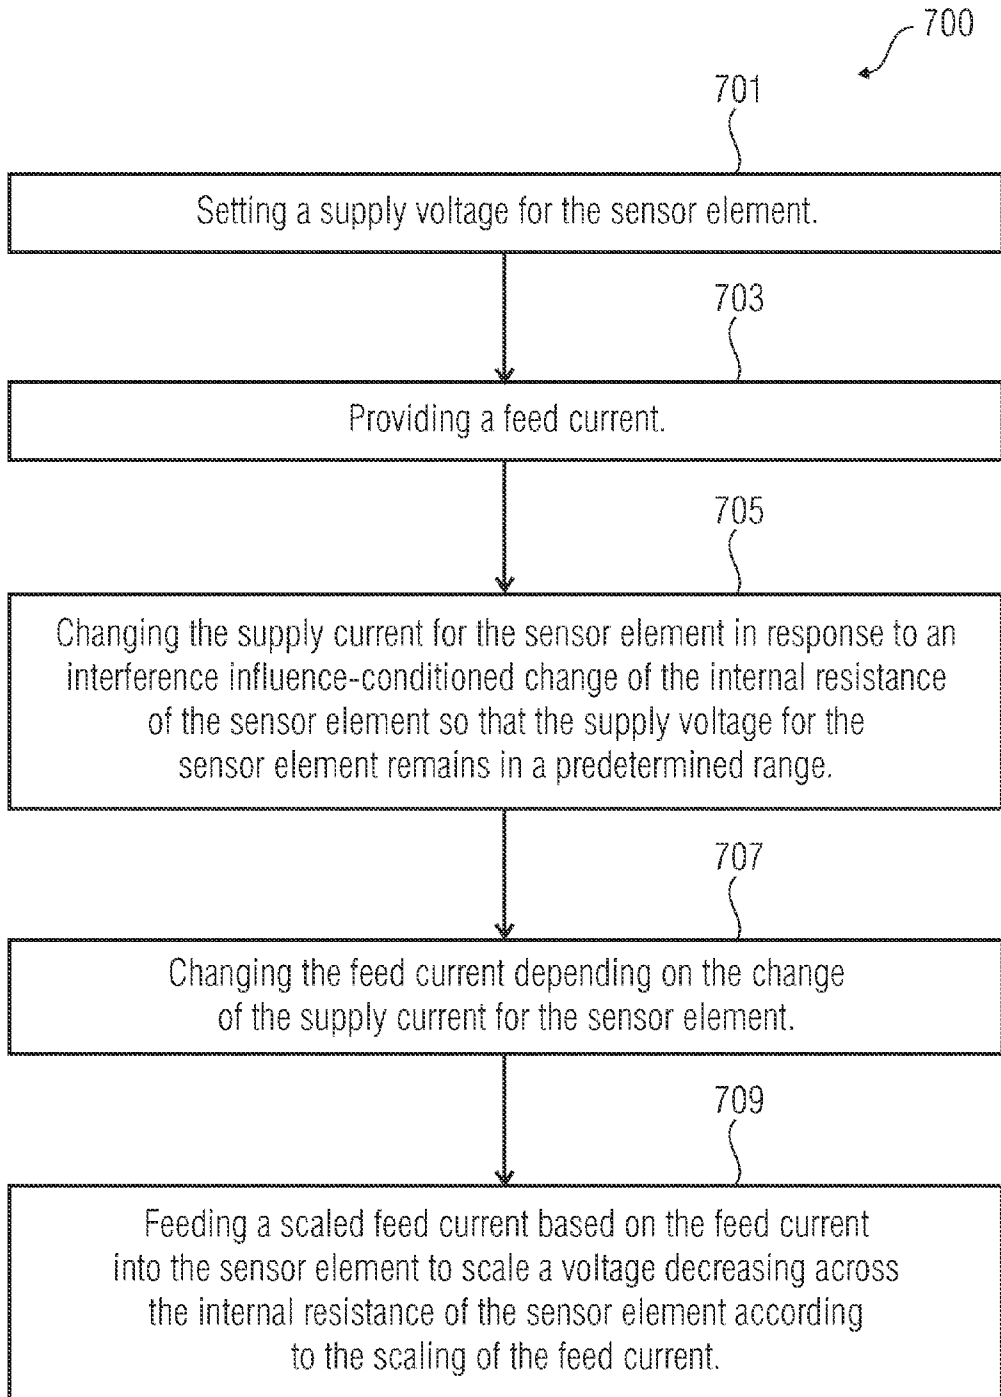 700
701
Setting a supply voltage for the sensor element.
703
Providing a feed current.
705
Changing the supply current for the sensor element in response to an
interference influence-conditioned change of the internal resistance
of the sensor element so that the supply voltage for the
sensor element remains in a predetermined range.
707
Changing the feed current depending on the change
of the supply current for the sensor element.
709
Feeding a scaled feed current based on the feed current
into the sensor element to scale a voltage decreasing across
the internal resistance of the sensor element according
to the scaling of the feed current.